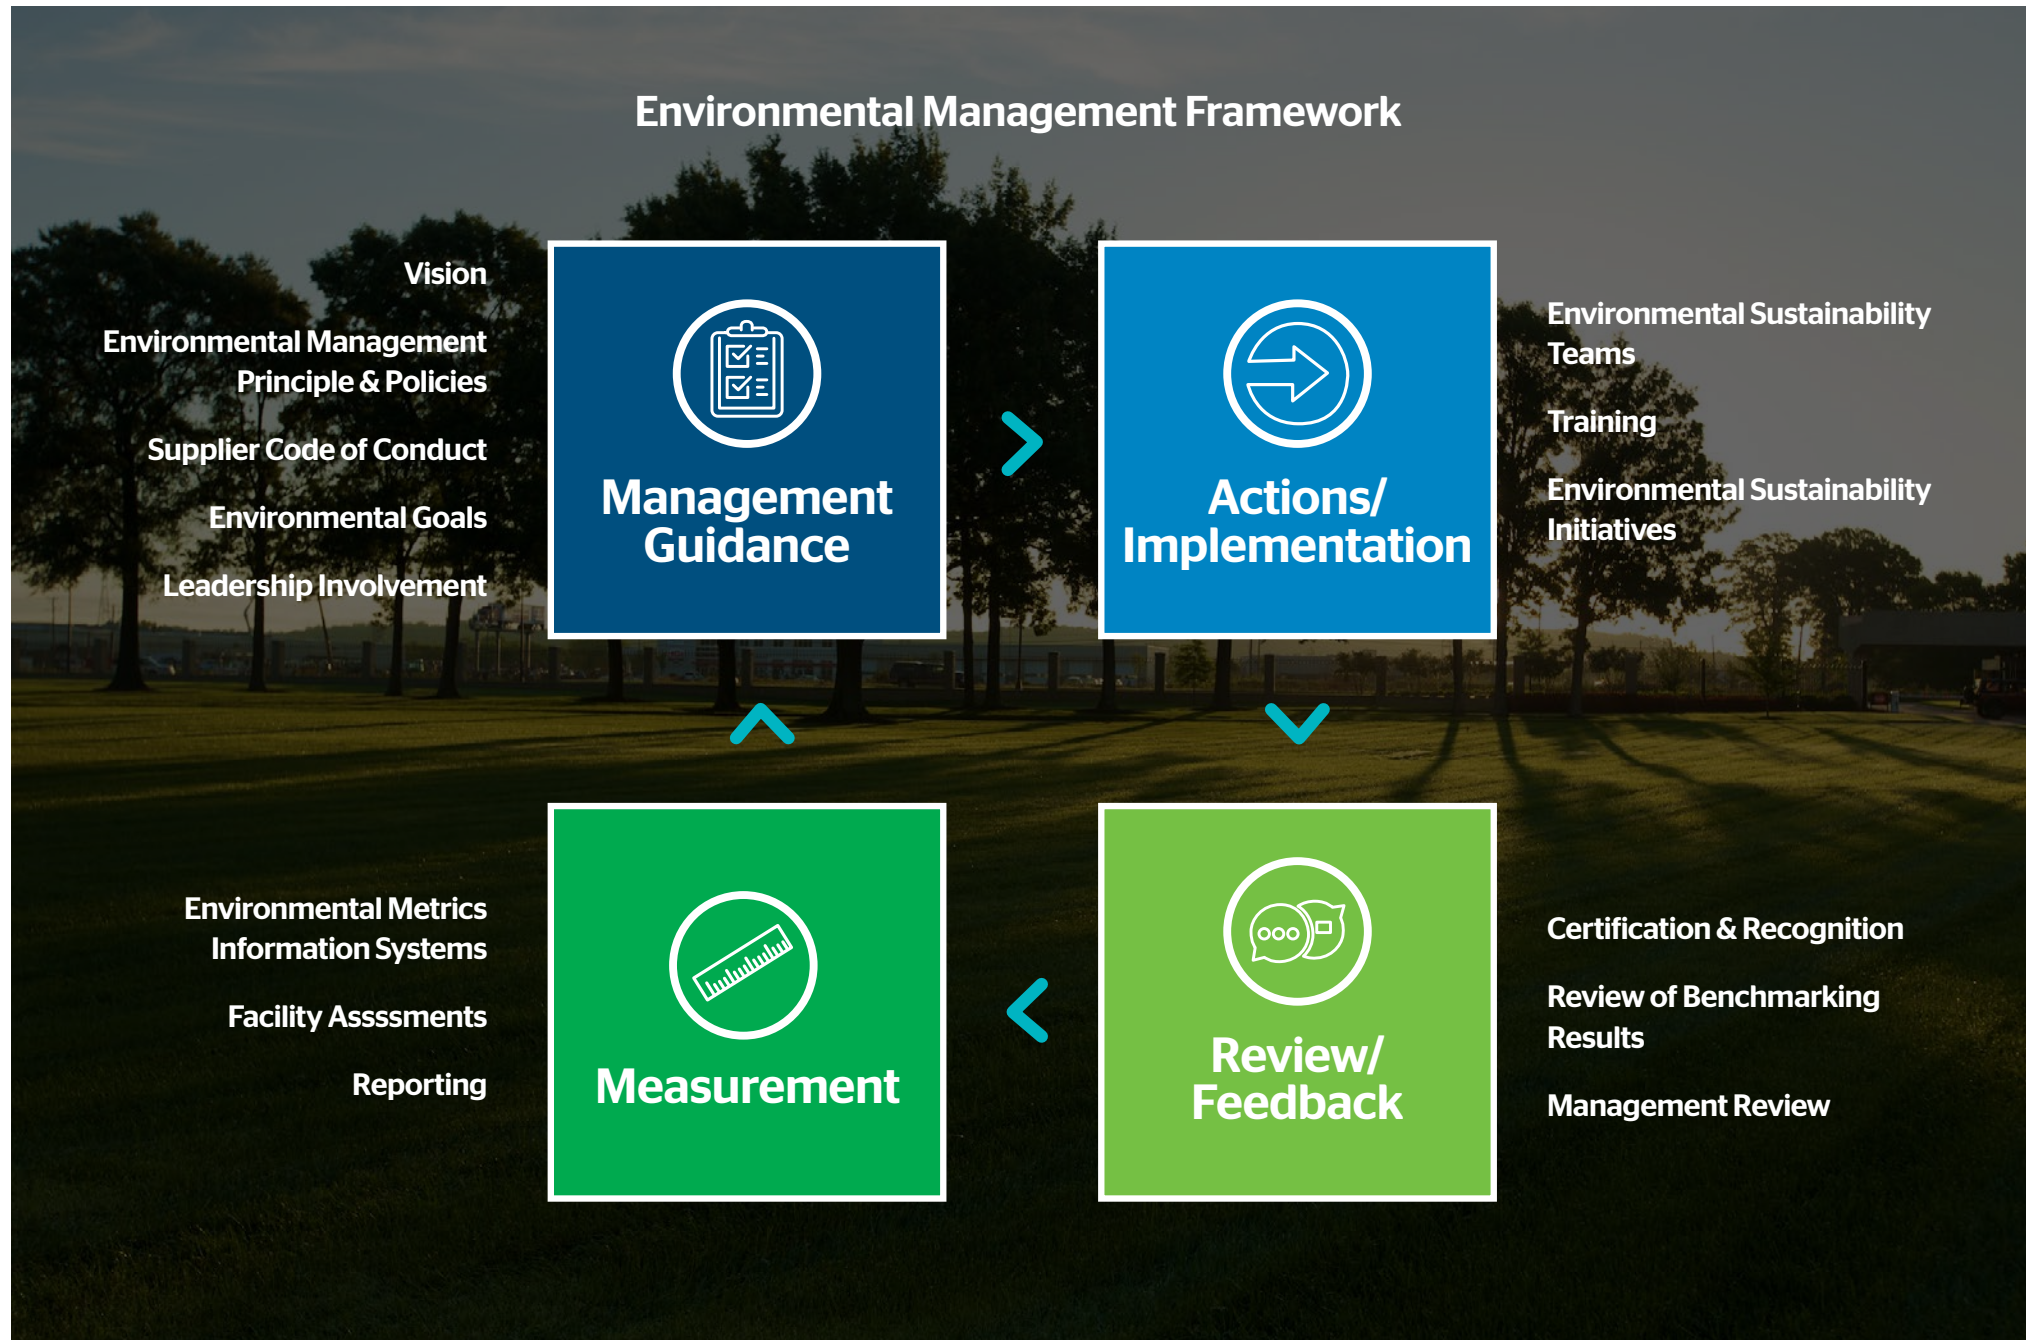 Environmental Management Framework
Vision
Environmental Management
Principle & Policies
Supplier Code of Conduct
Environmental Goals
Leadership Involvement
Management
Guidance
Actions/
Implementation
Environmental Sustainability
Teams
Training
Environmental Sustainability
Initiatives
Environmental Metrics
Information Systems
Facility Assssments
Reporting
Measurement
Review/
Feedback
Certification & Recognition
Review of Benchmarking
Results
Management Review